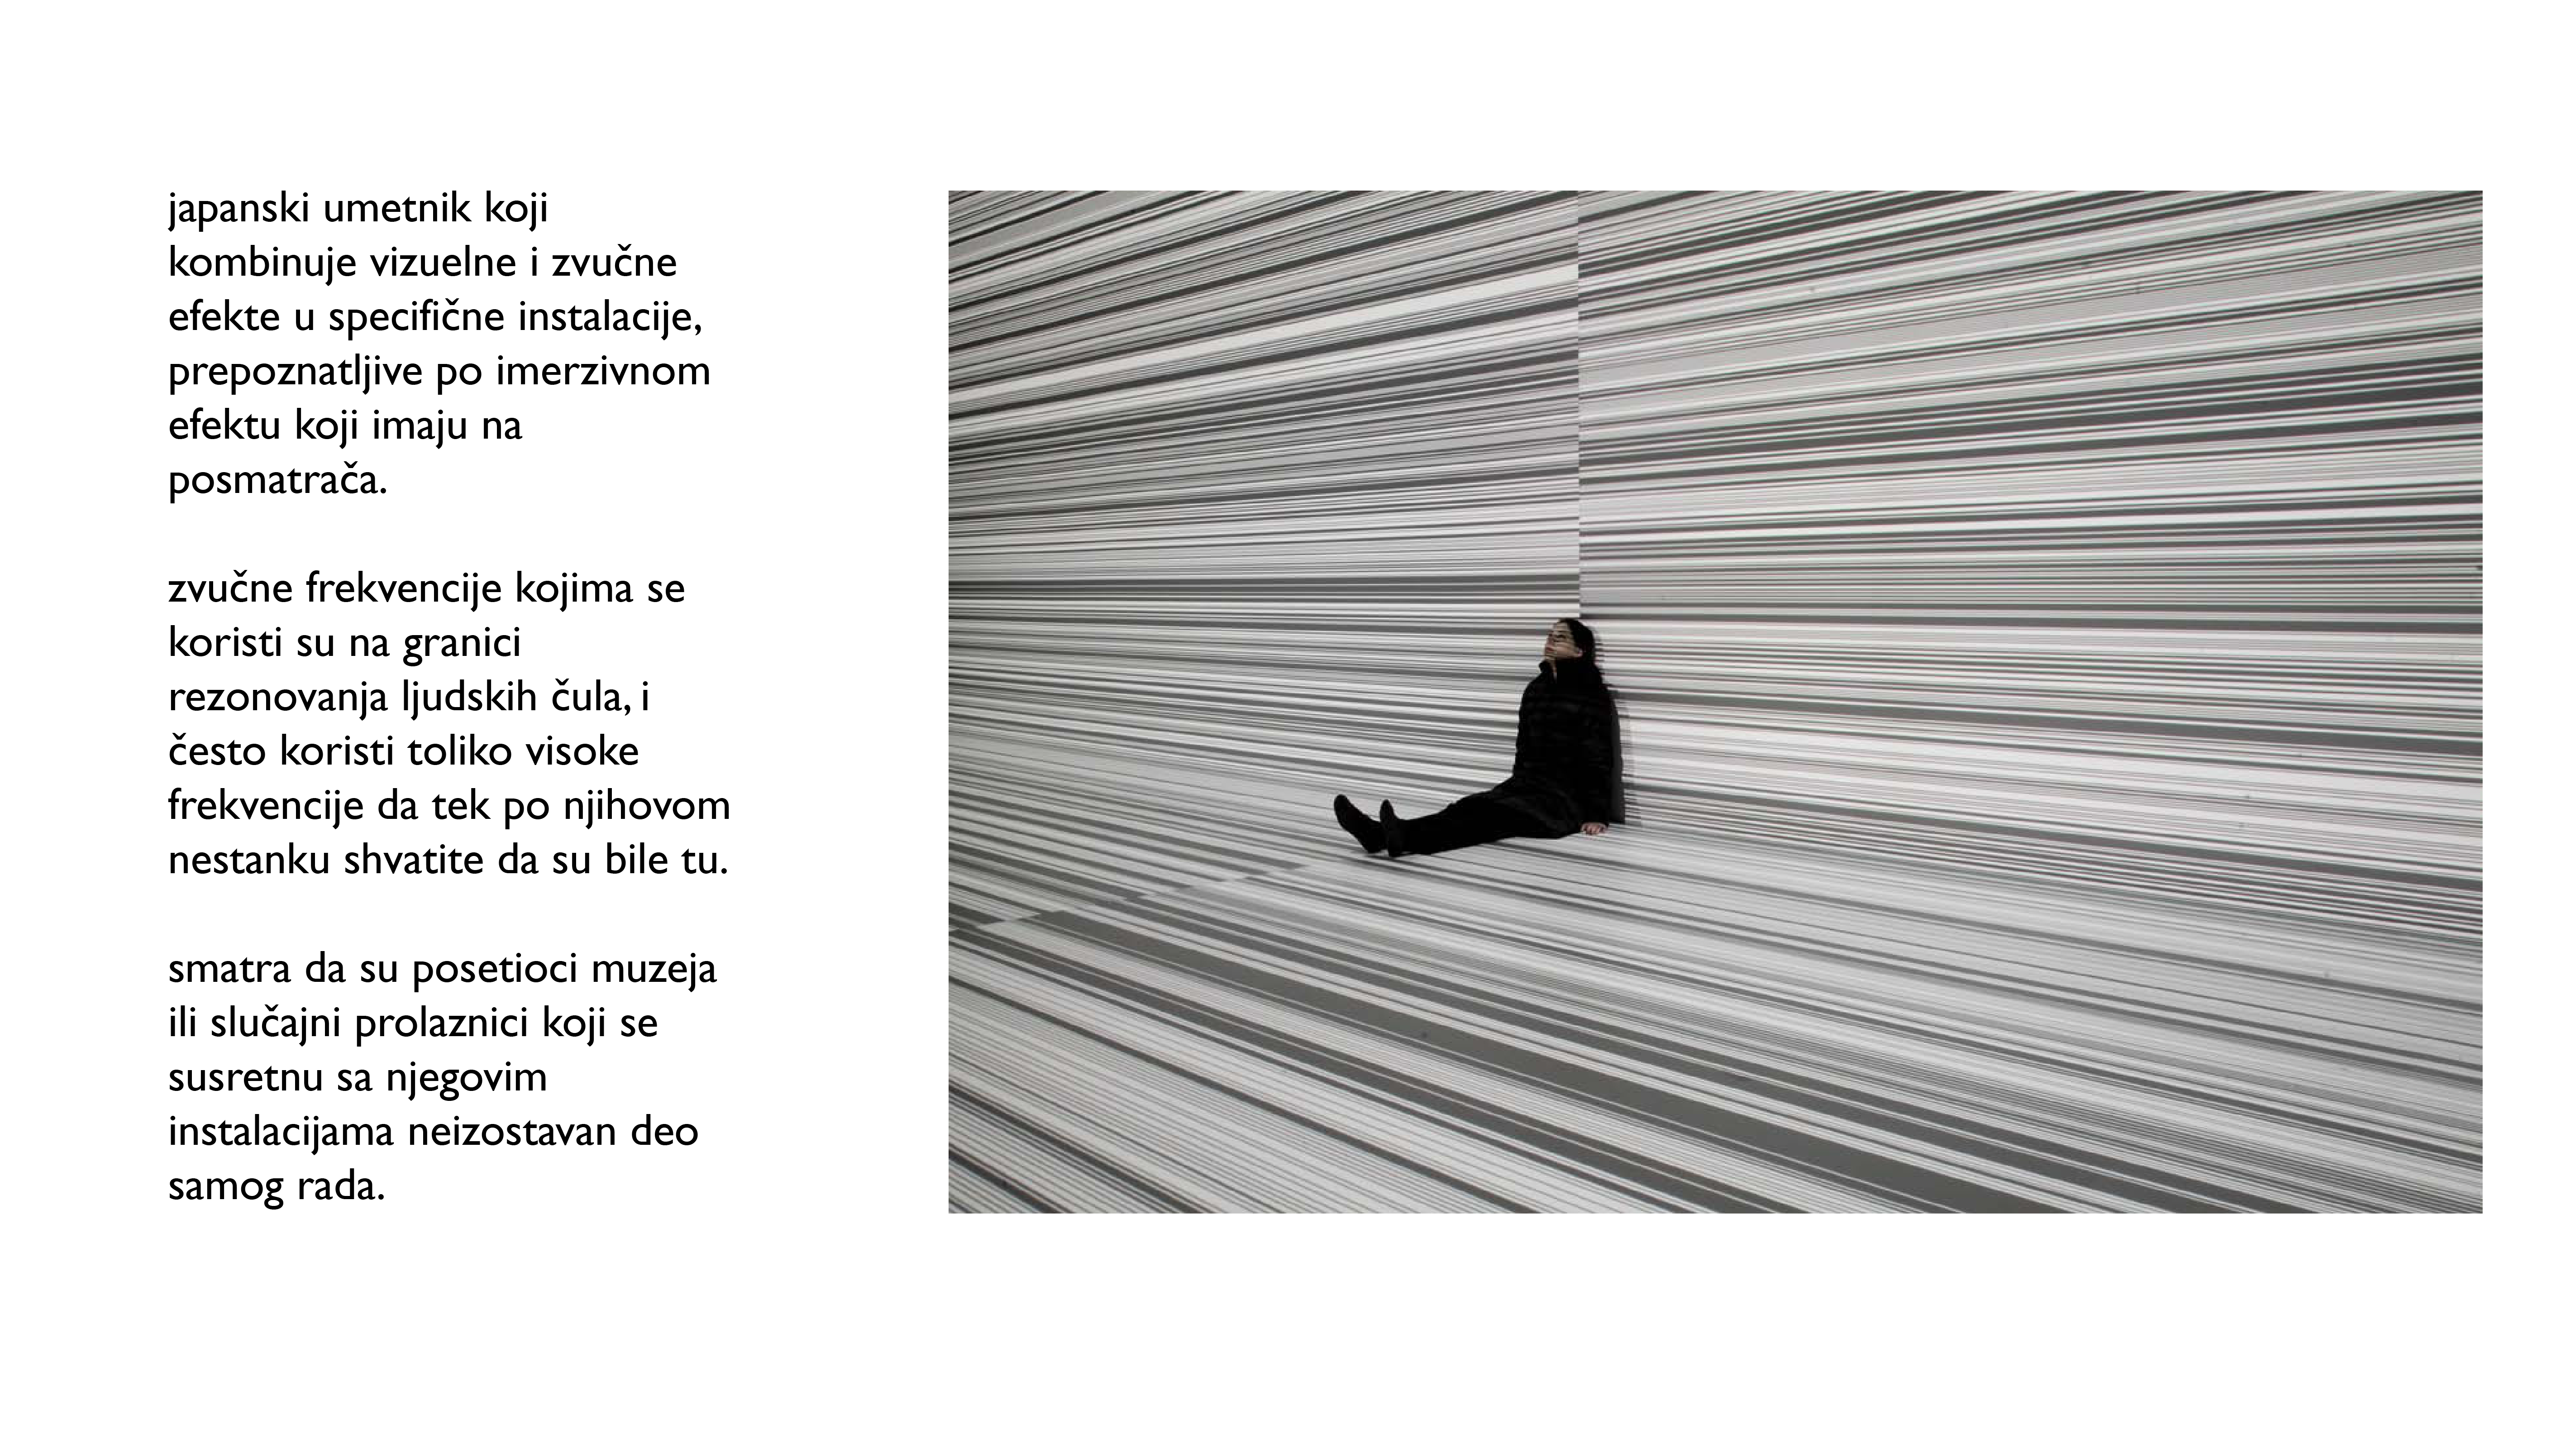 japanski umetnik koji
kombinuje vizuelne i zvučne
efekte u specifične instalacije,
prepoznatljive po imerzivnom
efektu koji imaju na
posmatrača.
zvučne frekvencije kojima se
koristi su na granici
rezonovanja ljudskih čula, i
često koristi toliko visoke
frekvencije da tek po njihovom
nestanku shvatite da su bile tu.
smatra da su posetioci muzeja
ili slučajni prolaznici koji se
susretnu sa njegovim
instalacijama neizostavan deo
samog rada.